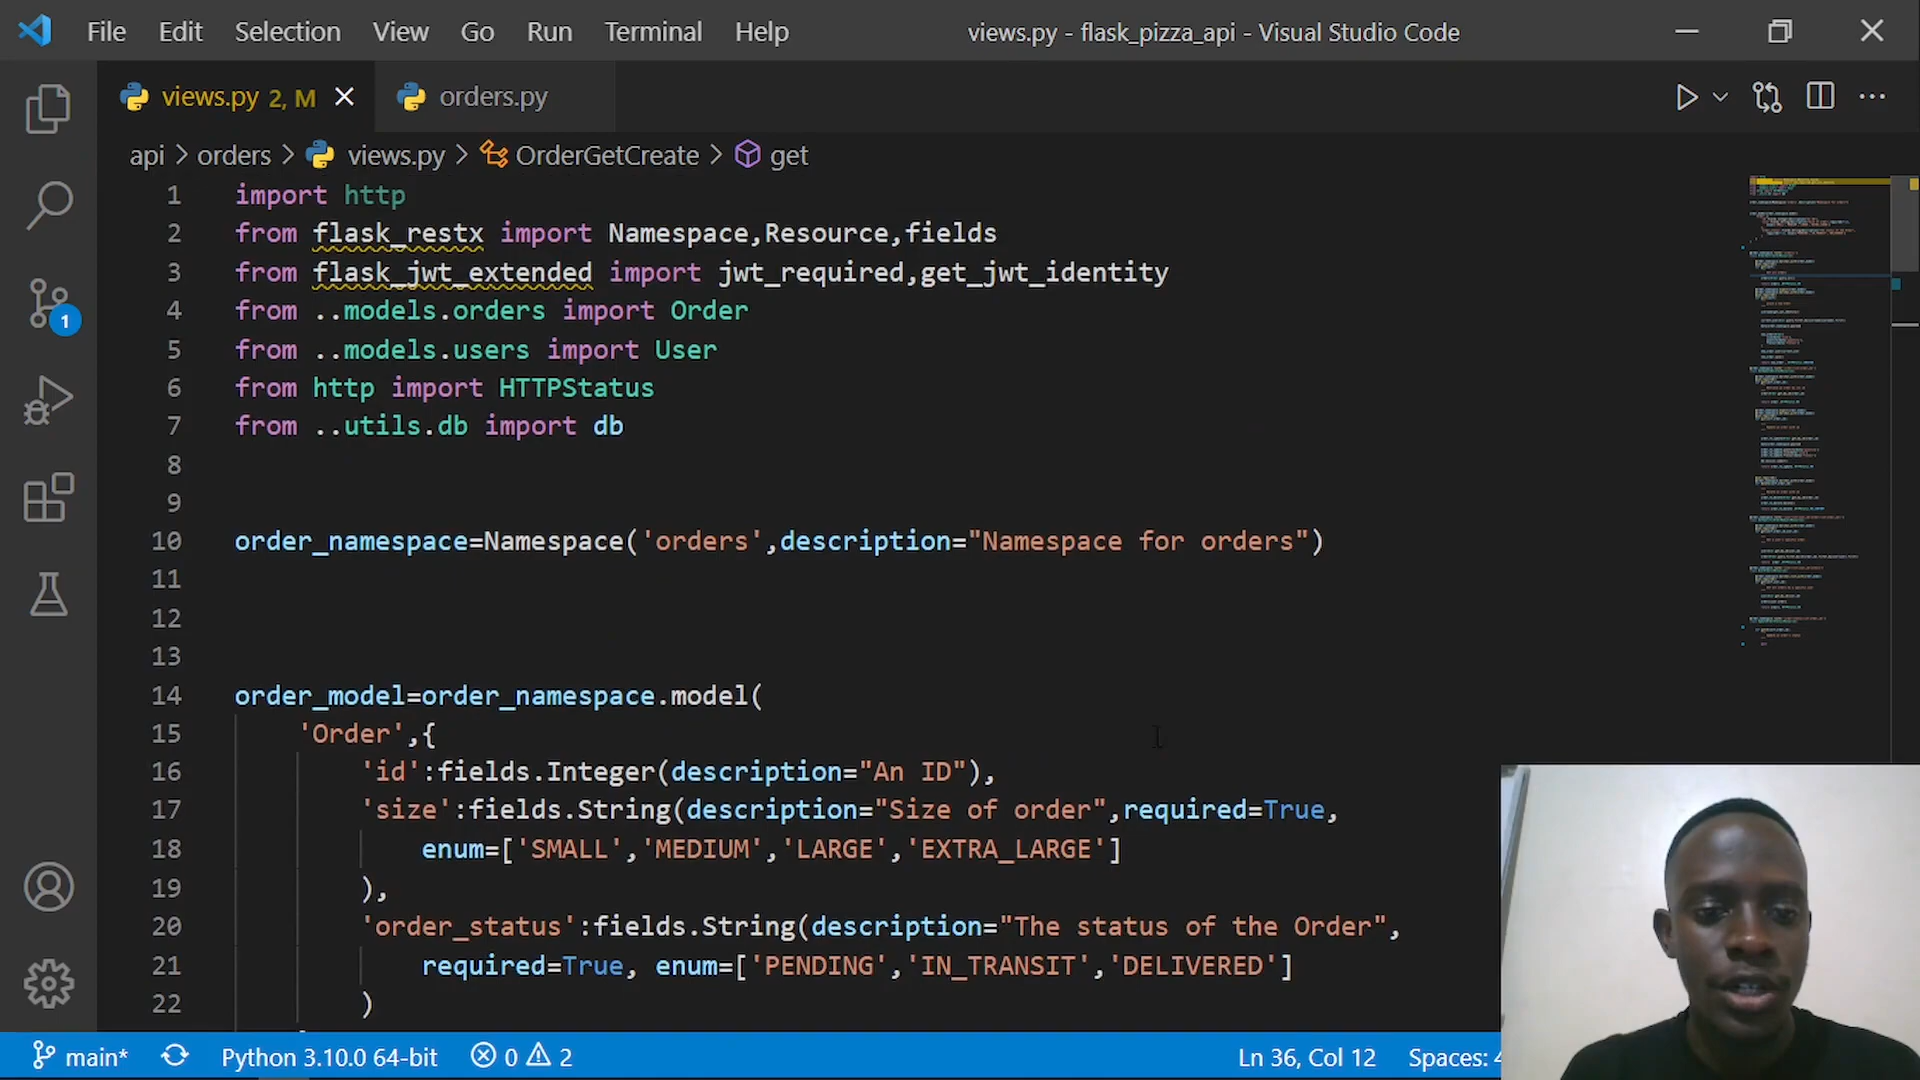 File Edit Selection View Go Run Terminal Help views.py - flask_pizza_api - Visual Studio Code
views.py 2, M orders.py
api > orders > views.py > OrderGetCreate > get
1 import http
2 from flask_restx import Namespace,Resource,fields
3 from flask_jwt_extended import jwt_required,get_jwt_identity
4 from ..models.orders import Order
5 from ..models.users import User
6 from http import HTTPStatus
7 from ..utils.db import db
8
9
10 order_namespace=Namespace('orders',description="Namespace for orders")
11
12
13
14 order_model=order_namespace.model(
15 'Order',{
16 'id':fields.Integer(description="An ID"),
17 'size':fields.String(description="Size of order",required=True,
18 enum=['SMALL','MEDIUM','LARGE','EXTRA_LARGE']
19 ),
20 'order_status':fields.String(description="The status of the Order",
21 required=True, enum=['PENDING','IN_TRANSIT','DELIVERED']
22 )
1
main* Python 3.10.0 64-bit 0 2 Ln 36, Col 12 Spaces: